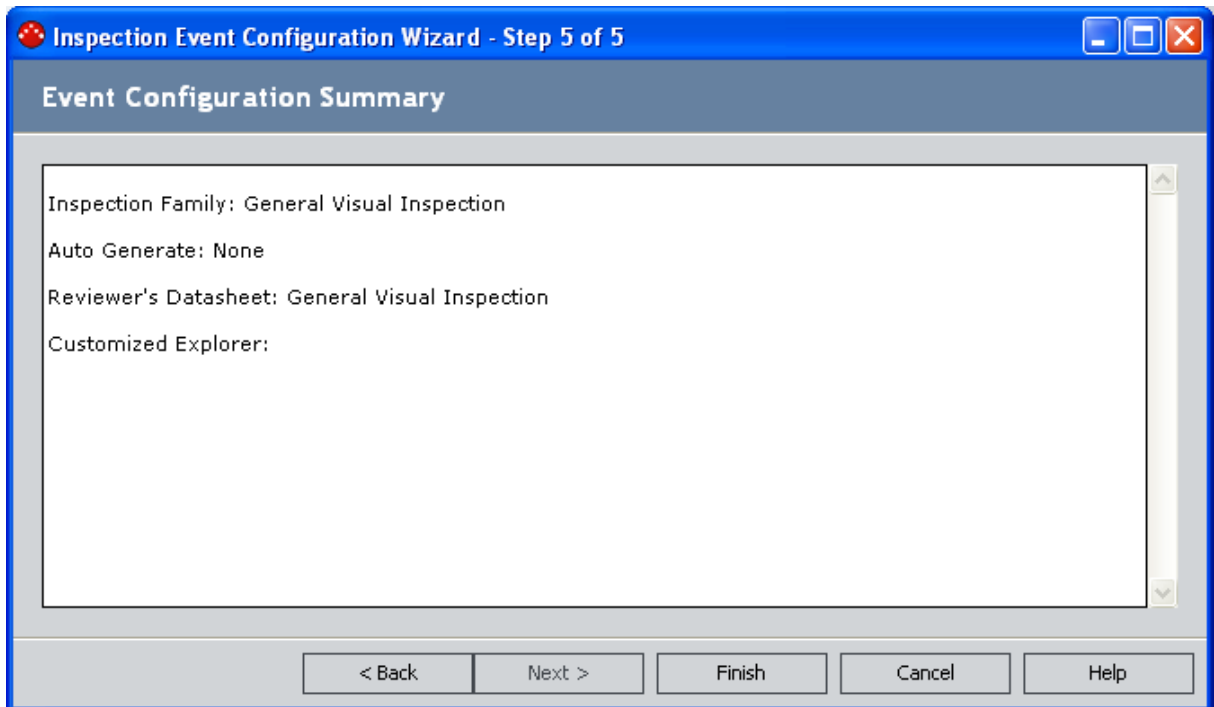 Inspection Event Configuration Wizard - Step 5 of 5
Event Configuration Summary
Inspection Family: General Visual Inspection
Auto Generate: None
Reviewer's Datasheet: General Visual Inspection
Customized Explorer:
< Back Next > Finish Cancel Help